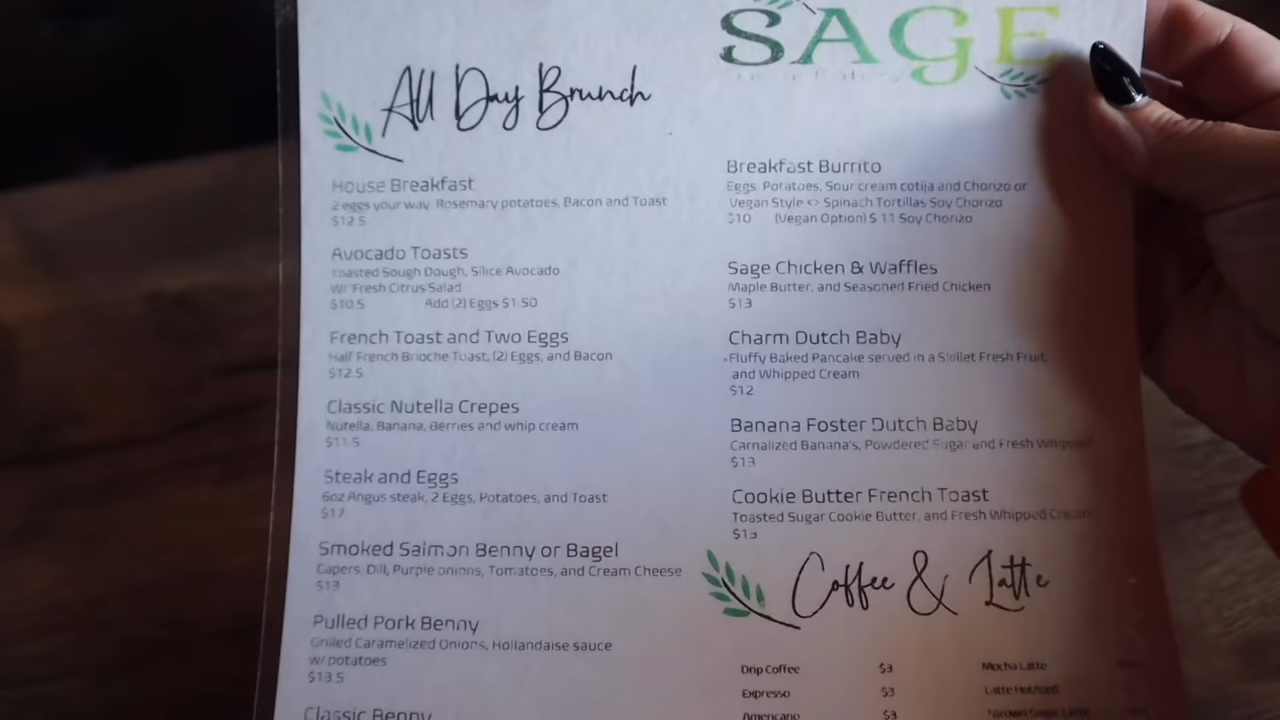 SAGE
All Day Brunch
House Breakfast
2 eggs your way Rosemary potatoes, Bacon and Toast
$12.5
Avocado Toasts
Toasted Sough Dough, Slice Avocado
W/ Fresh Citrus Salad
$10.5 Add (2) Eggs $1.50
French Toast and Two Eggs
Half French Brioche Toast, (2) Eggs, and Bacon
$12.5
Classic Nutella Crepes
Nutella, Banana, Berries and whip cream
$11.5
Steak and Eggs
6oz Angus steak, 2 Eggs, Potatoes, and Toast
$17
Smoked Salmon Benny or Bagel
Capers, Dill, Purple onions, Tomatoes, and Cream Cheese
$13
Pulled Pork Benny
Grilled Caramelized Onions, Hollandaise sauce
w/ potatoes
$13.5
Classic Benny
Breakfast Burrito
Eggs, Potatoes, Sour cream cotija and Chorizo or
Vegan Style <> Spinach Tortillas Soy Chorizo
$10 (Vegan Option) $ 11 Soy Chorizo
Sage Chicken & Waffles
Maple Butter, and Seasoned Fried Chicken
$13
Charm Dutch Baby
Fluffy Baked Pancake served in a Skillet Fresh Fruit,
and Whipped Cream
$12
Banana Foster Dutch Baby
Carnalized Banana's, Powdered Sugar and Fresh Whipped
$13
Cookie Butter French Toast
Toasted Sugar Cookie Butter, and Fresh Whipped Cream
$13
Coffee & Latte
Drip Coffee $3 Mocha Latte
Expresso $3 Latte Hot/Iced
Americano $3 *Brown Sugar Latte